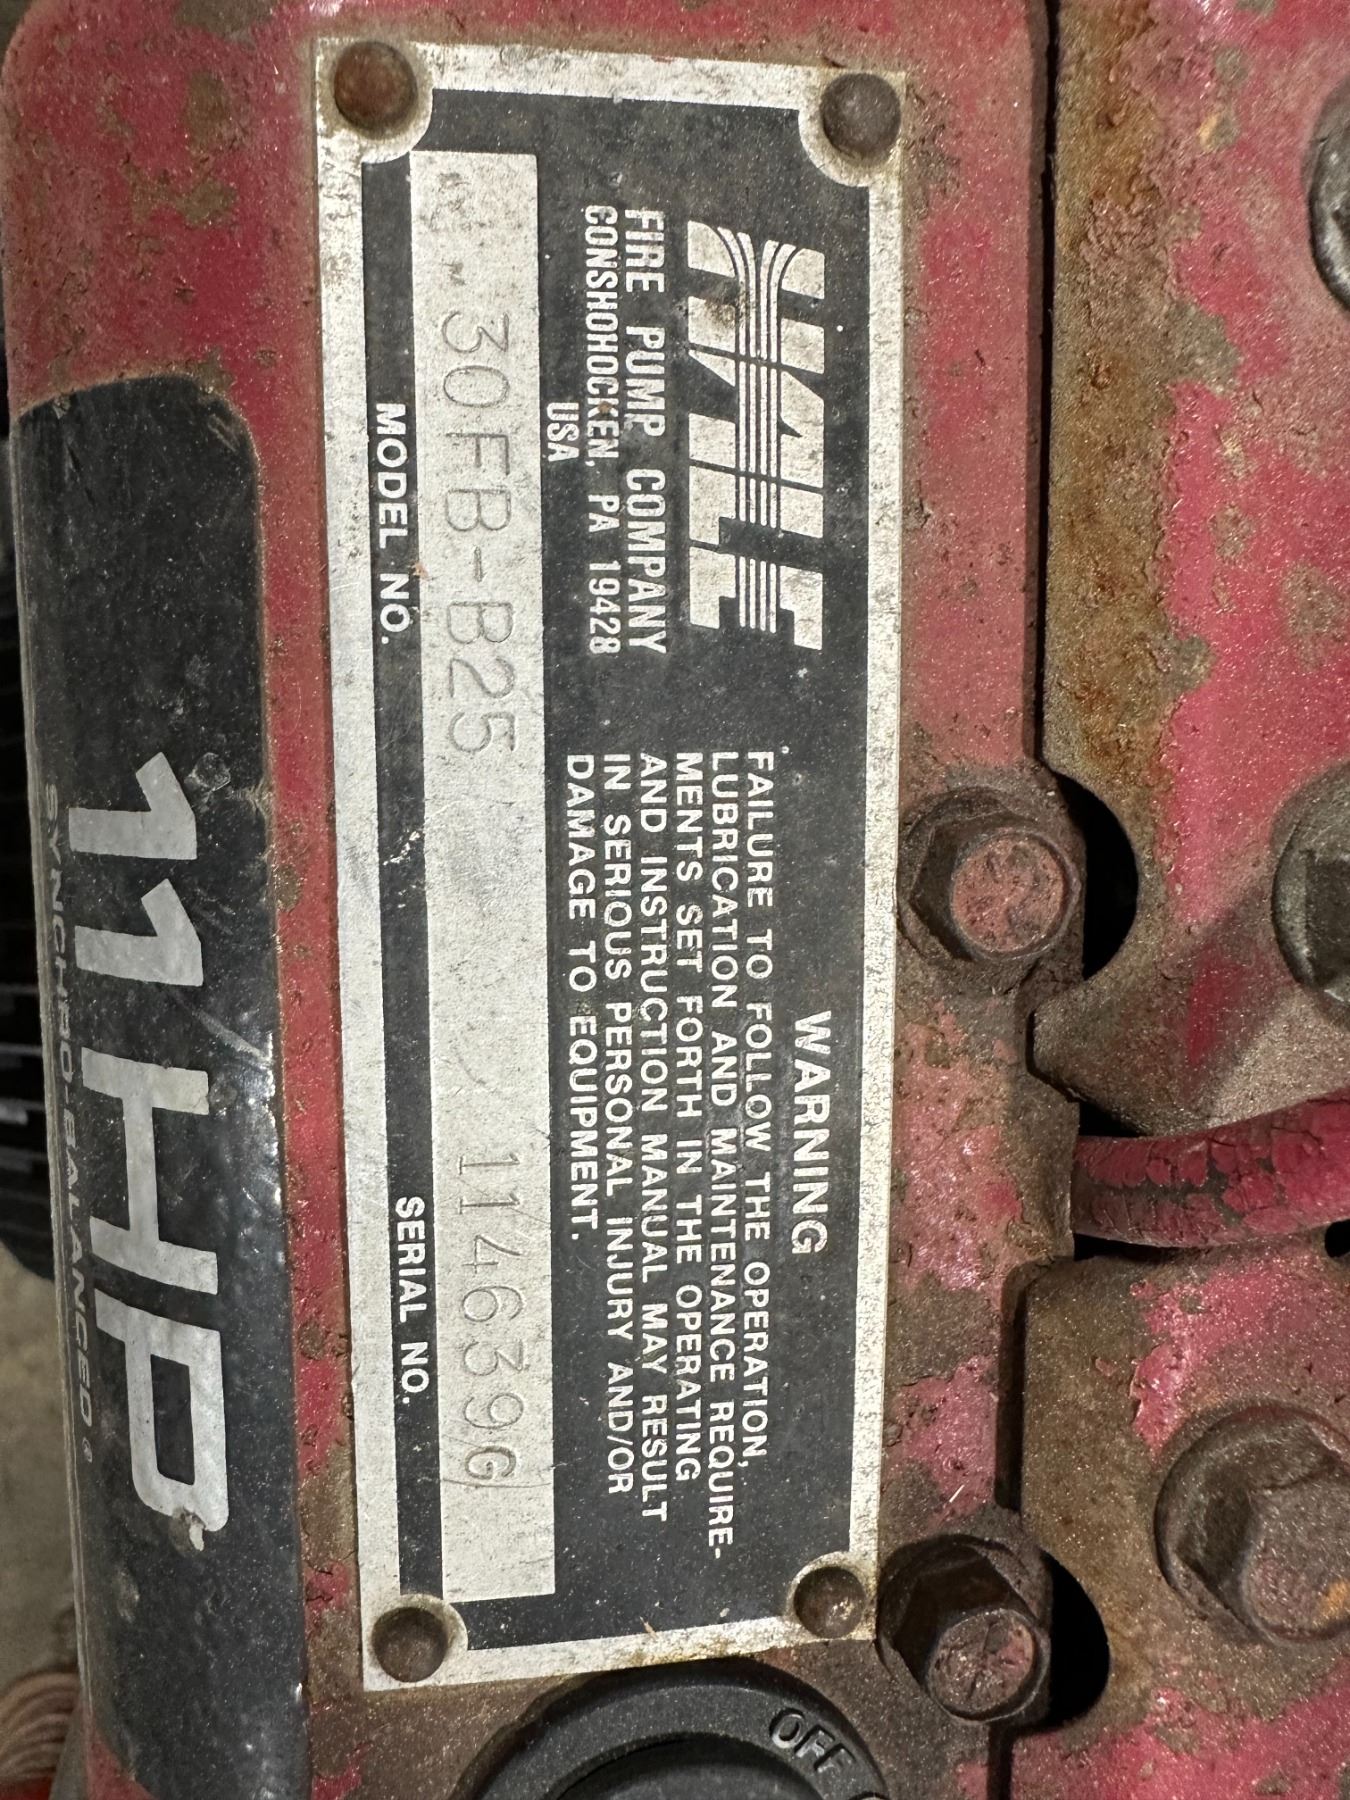 HALE
FIRE PUMP COMPANY
CONSHOHOCKEN, PA 19428
USA
WARNING
FAILURE TO FOLLOW THE OPERATION,
LUBRICATION AND MAINTENANCE REQUIRE-
MENTS SET FORTH IN THE OPERATING
AND INSTRUCTION MANUAL MAY RESULT
IN SERIOUS PERSONAL INJURY AND/OR
DAMAGE TO EQUIPMENT.
30FB-B25
114639G
MODEL NO.
SERIAL NO.
11HP
SYNCHRO-BALANCED®
OFF